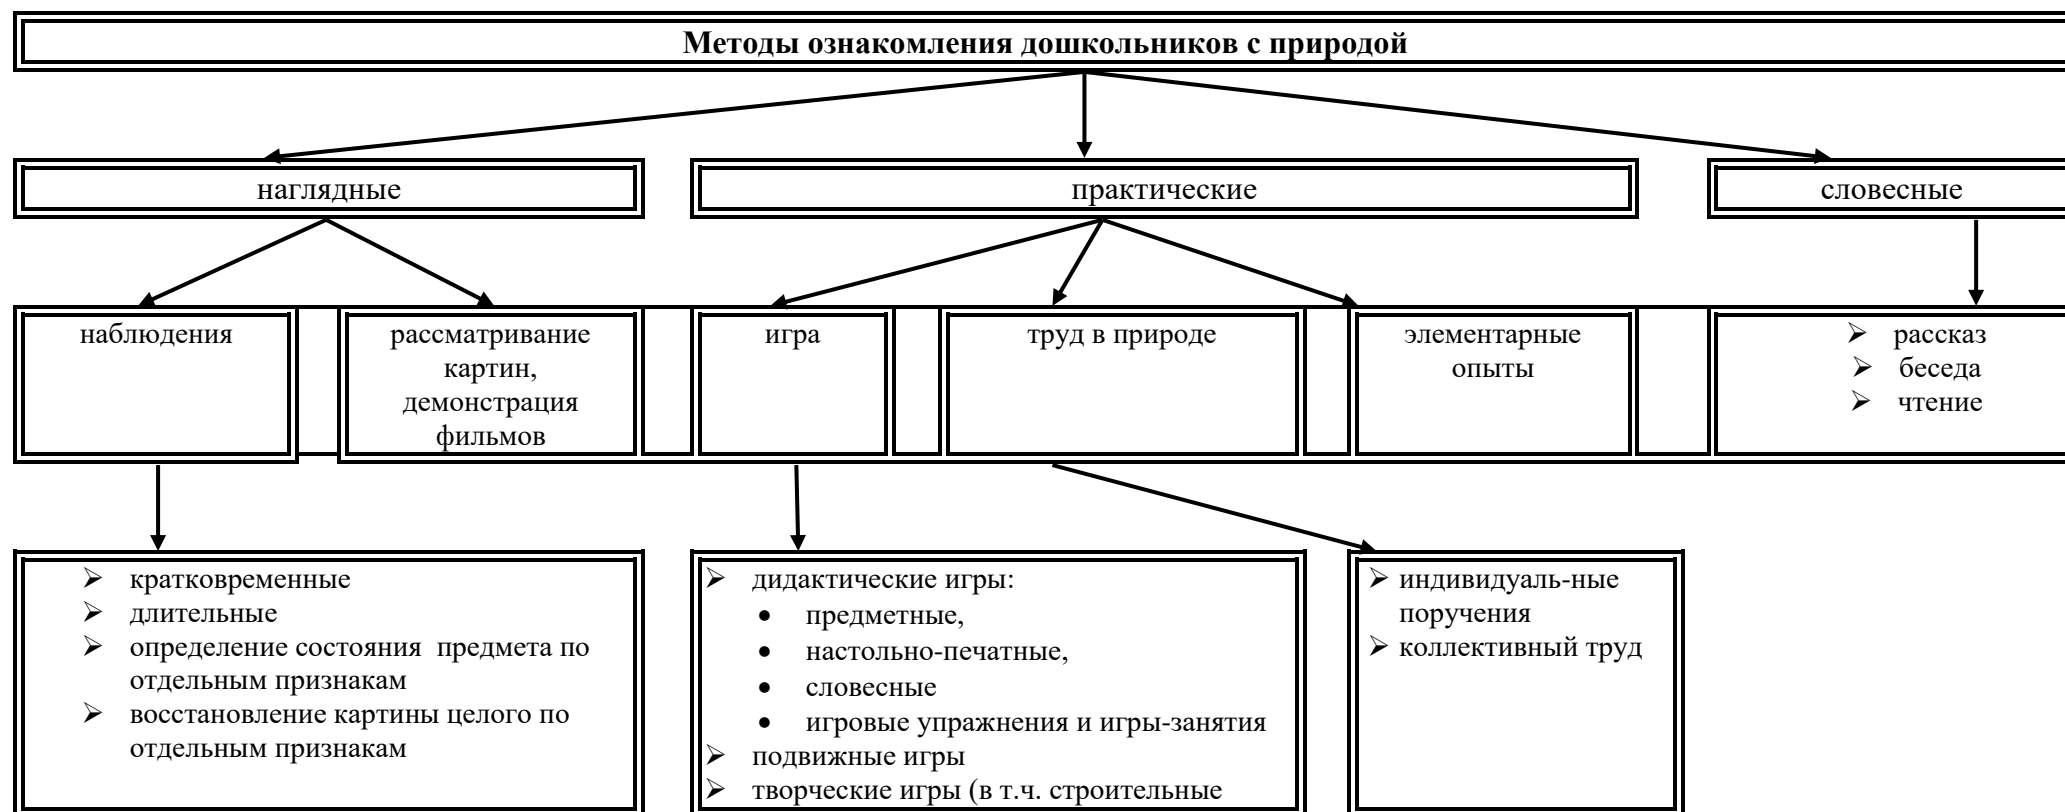 Методы ознакомления дошкольников с природой
наглядные
практические
словесные
наблюдения
рассматривание
картин,
демонстрация
фильмов
игра
труд в природе
элементарные
опыты
➢ рассказ
➢ беседа
➢ чтение
➢ кратковременные
➢ длительные
➢ определение состояния предмета по
отдельным признакам
➢ восстановление картины целого по
отдельным признакам
➢ дидактические игры:
• предметные,
• настольно-печатные,
• словесные
• игровые упражнения и игры-занятия
➢ подвижные игры
➢ творческие игры (в т.ч. строительные
➢ индивидуаль-ные
поручения
➢ коллективный труд